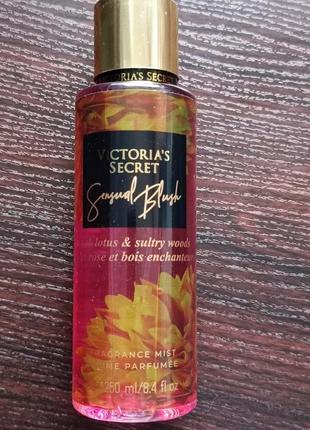 VICTORIA'S SECRET
VICTORIA'S
SECRET
Sensual Blush
lotus & sultry woods
rose et bois enchanteurs
FRAGRANCE MIST
PARFUMÉE
250 ml/8.4 fl oz